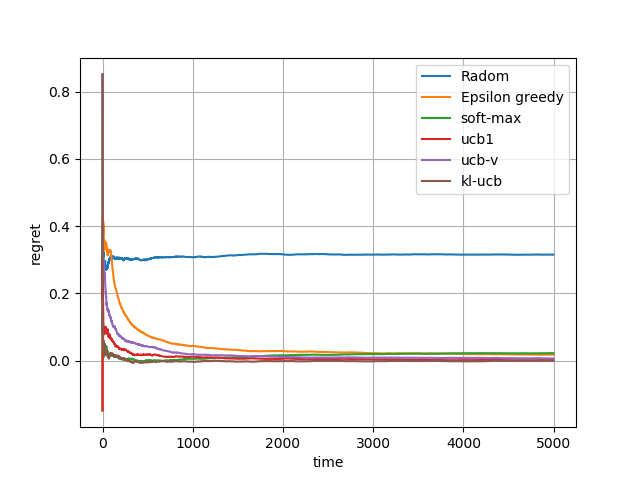 Radom
Epsilon greedy
soft-max
ucb1
ucb-v
kl-ucb
0.8
0.6
0.4
0.2
0.0
regret
0 1000 2000 3000 4000 5000
time